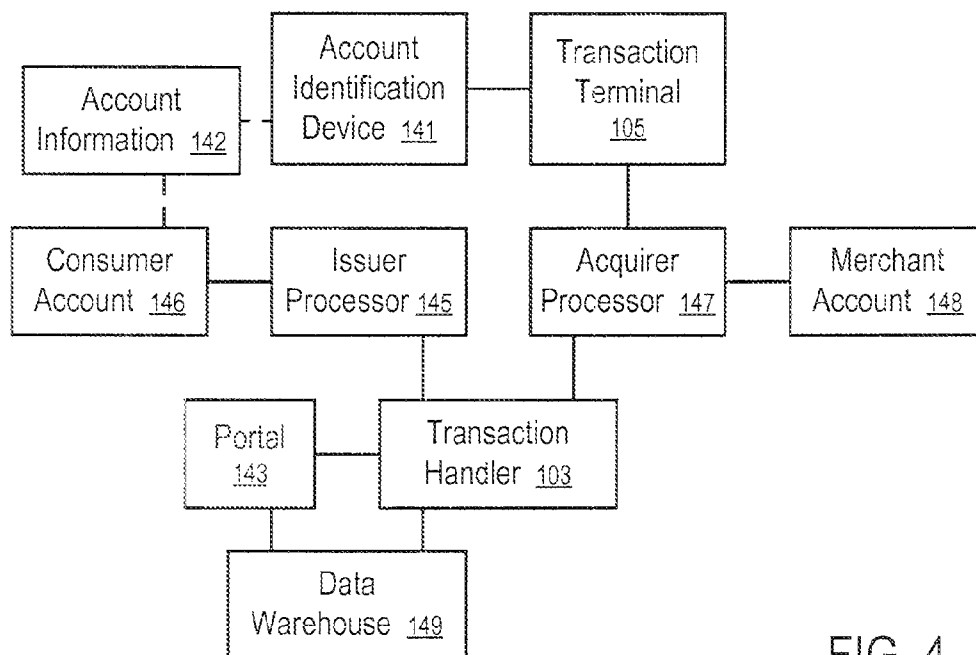 Account
Identification
Device 141
Transaction
Terminal
105
Account
Information 142
Consumer
Account 146
Issuer
Processor 145
Acquirer
Processor 147
Merchant
Account 148
Portal
143
Transaction
Handler 103
Data
Warehouse 149
FIG. 4